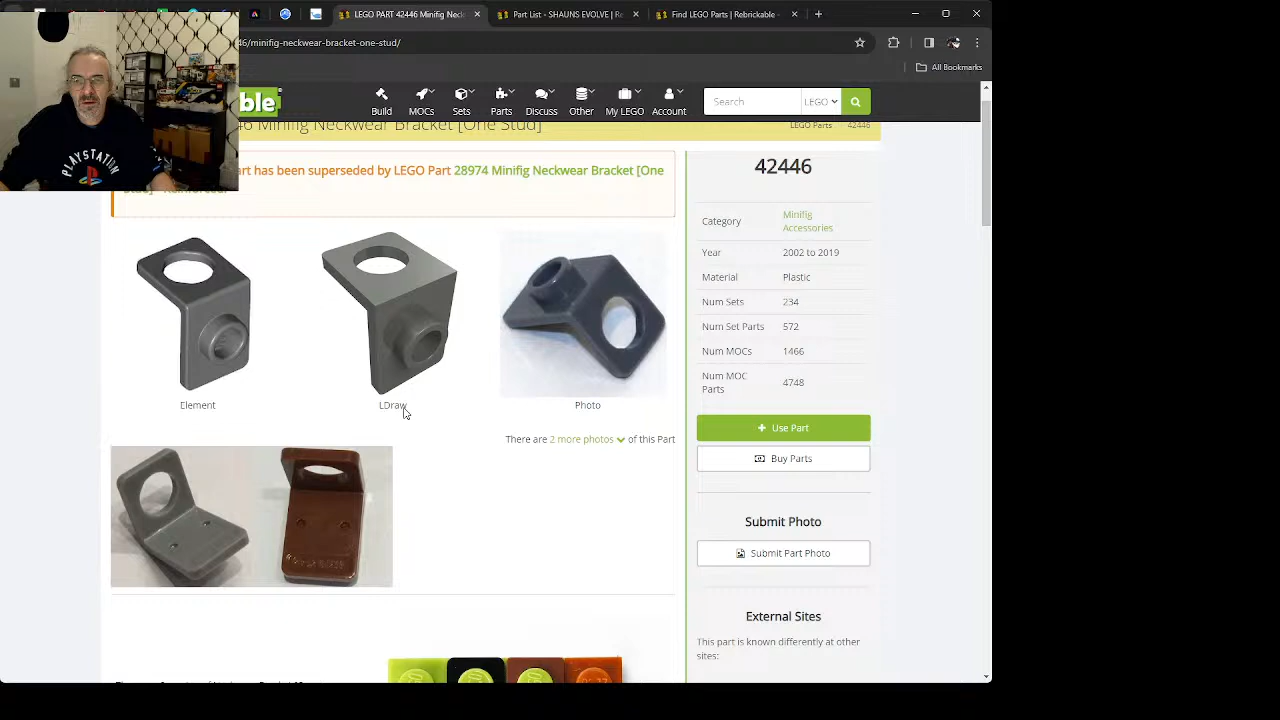 LEGO PART 42446 Minifig Neck
Part List - SHAUNS EVOLVE | Re
Find LEGO Parts | Rebrickable -
46/minifig-neckwear-bracket-one-stud/
All Bookmarks
ble
Build
MOCs
Sets
Parts
Discuss
Other
My LEGO
Account
Search
LEGO
46 Minifig Neckwear Bracket [One Stud]
LEGO Parts
42446
art has been superseded by LEGO Part 28974 Minifig Neckwear Bracket [One
PLAYSTATION
42446
Category
Minifig
Accessories
Year
2002 to 2019
Material
Plastic
Num Sets
234
Num Set Parts
572
Num MOCs
1466
Num MOC
Parts
4748
Element
LDraw
Photo
There are 2 more photos of this Part
Use Part
Buy Parts
Submit Photo
Submit Part Photo
External Sites
This part is known differently at other
sites: